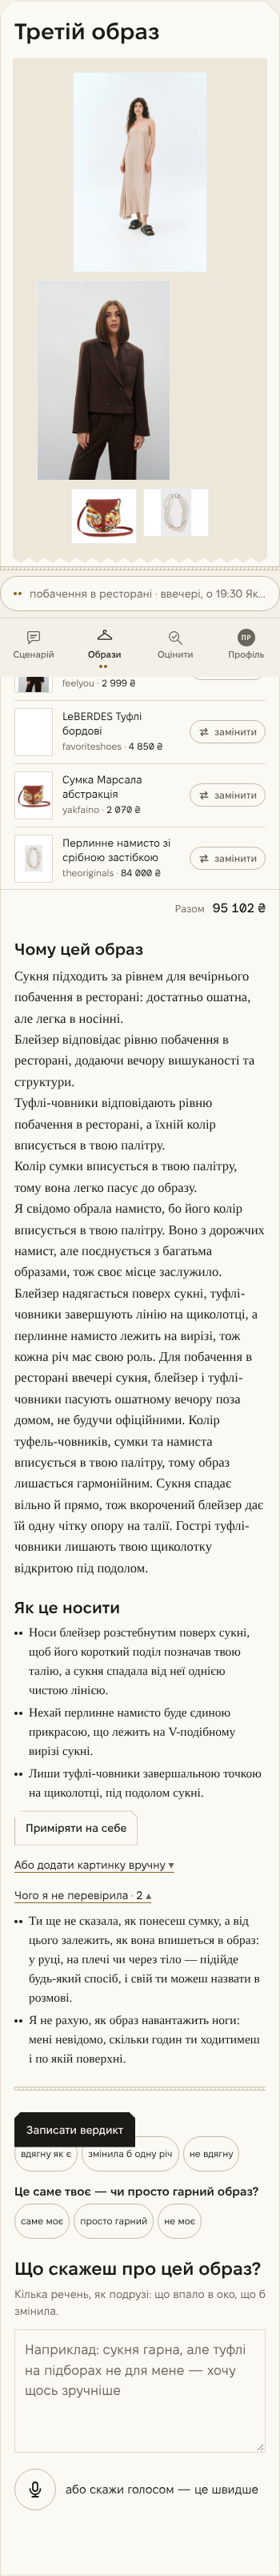 Третій образ
побачення в ресторані · ввечері, о 19:30 Як...
Сценарій
Образи
Оцінити
ПР
Профіль
feelyou · 2 999 ₴
LeBERDES Туфлі
бордові
favoriteshoes · 4 850 ₴
замінити
Сумка Марсала
абстракція
yakfaino · 2 070 ₴
замінити
Перлинне намисто зі
срібною застібкою
theoriginals · 84 000 ₴
замінити
Разом 95 102 ₴
Чому цей образ
Сукня підходить за рівнем для вечірнього
побачення в ресторані: достатньо ошатна,
але легка в носінні.
Блейзер відповідає рівню побачення в
ресторані, додаючи вечору вишуканості та
структури.
Туфлі-човники відповідають рівню
побачення в ресторані, а їхній колір
вписується в твою палітру.
Колір сумки вписується в твою палітру,
тому вона легко пасує до образу.
Я свідомо обрала намисто, бо його колір
вписується в твою палітру. Воно з дорожчих
намист, але поєднується з багатьма
образами, тож своє місце заслужило.
Блейзер надягається поверх сукні, туфлі-
човники завершують лінію на щиколотці, а
перлинне намисто лежить на вирізі, тож
кожна річ має свою роль. Для побачення в
ресторані ввечері сукня, блейзер і туфлі-
човники пасують ошатному вечору поза
домом, не будучи офіційними. Колір
туфель-човників, сумки та намиста
вписується в твою палітру, тому образ
лишається гармонійним. Сукня спадає
вільно й прямо, тож вкорочений блейзер дає
їй одну чітку опору на талії. Гострі туфлі-
човники лишають твою щиколотку
відкритою під подолом.
Як це носити
•• Носи блейзер розстебнутим поверх сукні,
щоб його короткий поділ позначав твою
талію, а сукня спадала від неї однією
чистою лінією.
•• Нехай перлинне намисто буде єдиною
прикрасою, що лежить на V-подібному
вирізі сукні.
•• Лиши туфлі-човники завершальною точкою
на щиколотці, під подолом сукні.
Приміряти на себе
Або додати картинку вручну ▾
Чого я не перевірила · 2 ▴
•• Ти ще не сказала, як понесеш сумку, а від
цього залежить, як вона впишеться в образ:
у руці, на плечі чи через тіло — підійде
будь-який спосіб, і свій ти можеш назвати в
розмові.
•• Я не рахую, як образ навантажить ноги:
мені невідомо, скільки годин ти ходитимеш
і по якій поверхні.
Записати вердикт
вдягну як є
змінила б одну річ
не вдягну
Це саме твоє — чи просто гарний образ?
саме моє
просто гарний
не моє
Що скажеш про цей образ?
Кілька речень, як подрузі: що впало в око, що б
змінила.
Наприклад: сукня гарна, але туфлі
на підборах не для мене — хочу
щось зручніше
або скажи голосом — це швидше